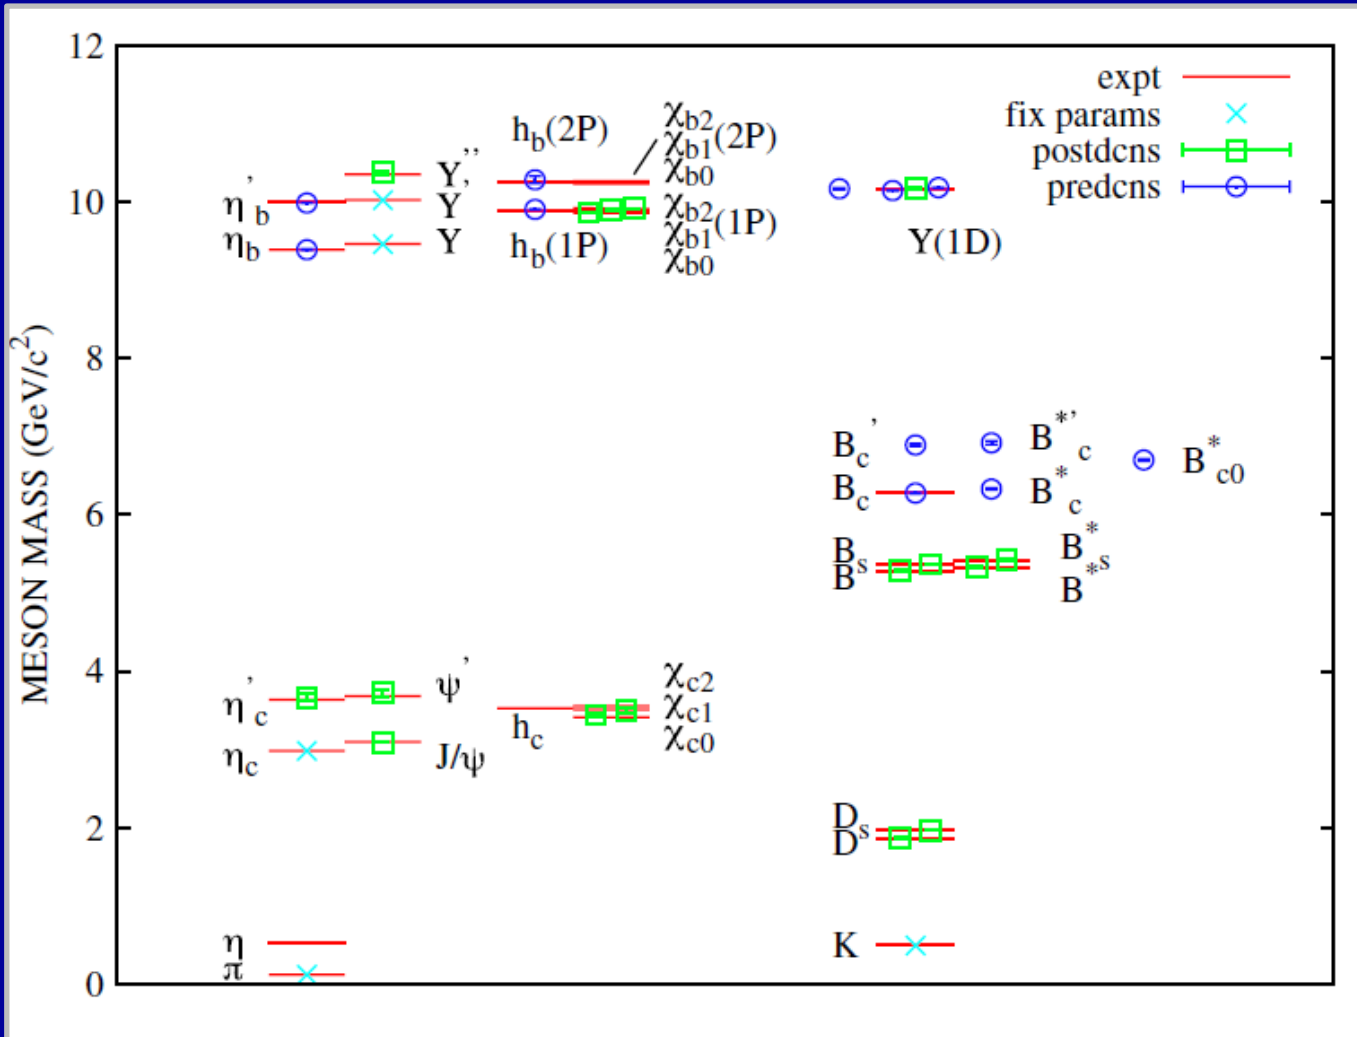 12
10
8
6
4
2
0
MESON MASS (GeV/c²)
expt
fix params
postdcns
predcns
η'b
ηb
Υ''
Υ'
Υ
hb(2P)
χb2
χb1(2P)
χb0
hb(1P)
χb2
χb1(1P)
χb0
Υ(1D)
Bc'
Bc
B*'c
B*c
B*c0
Bs
B
B*s
B*
η'c
ηc
ψ'
J/ψ
hc
χc2
χc1
χc0
Ds
D
η
π
K